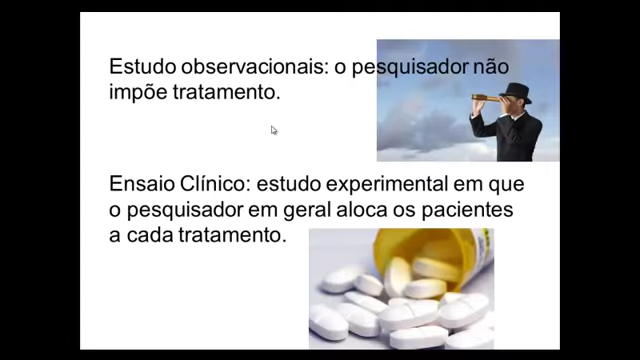 Estudo observacionais: o pesquisador não
impõe tratamento.
Ensaio Clínico: estudo experimental em que
o pesquisador em geral aloca os pacientes
a cada tratamento.